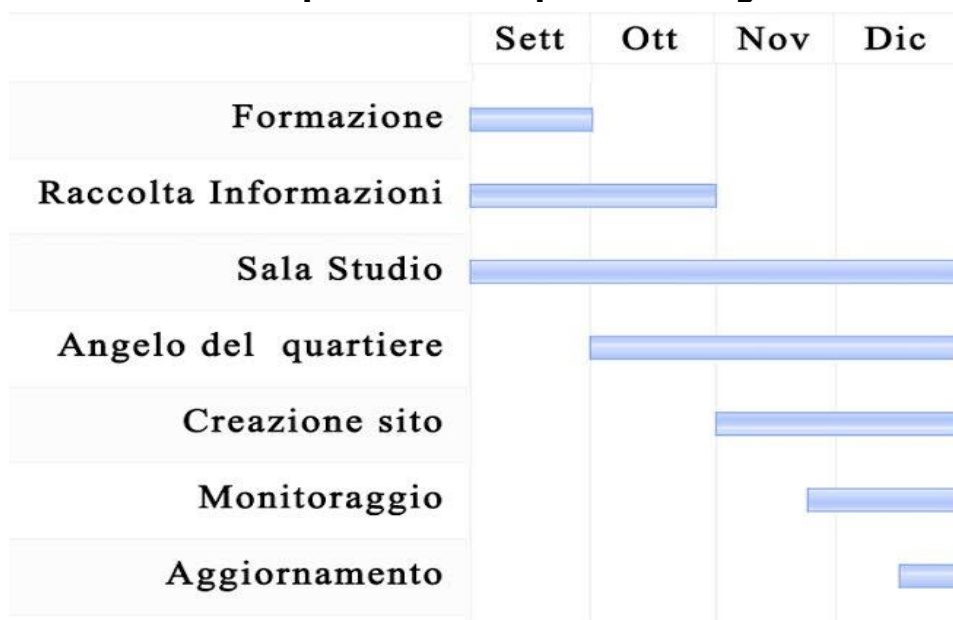 Sett Ott Nov Dic
Formazione
Raccolta Informazioni
Sala Studio
Angelo del quartiere
Creazione sito
Monitoraggio
Aggiornamento